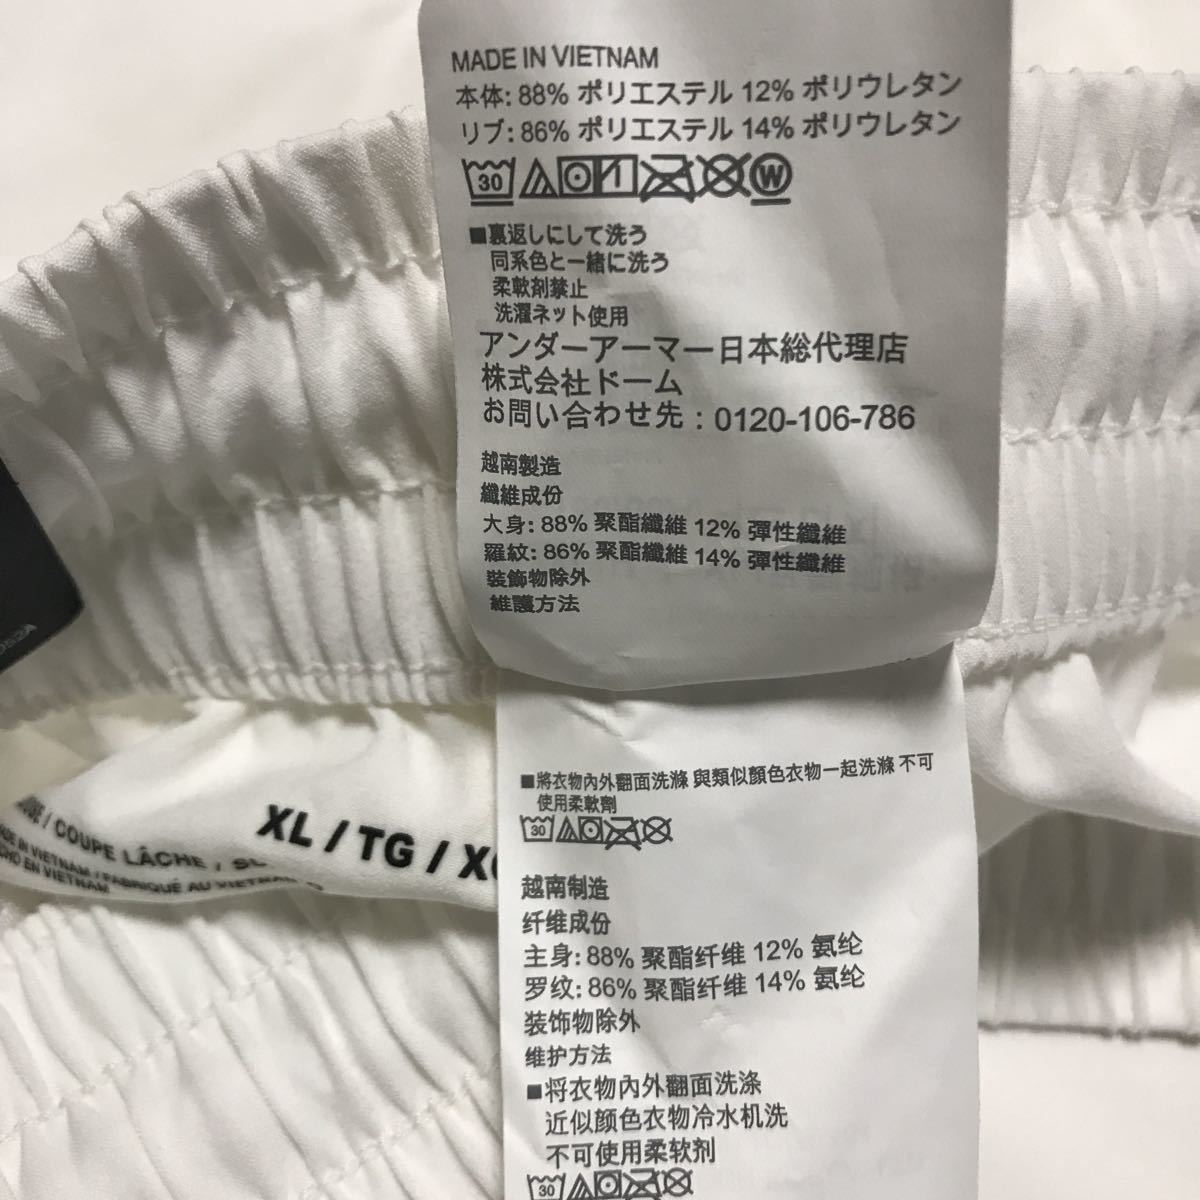 MADE IN VIETNAM
本体: 88% ポリエステル 12% ポリウレタン
リブ: 86% ポリエステル 14% ポリウレタン
30 W
■裏返しにして洗う
同系色と一緒に洗う
柔軟剤禁止
洗濯ネット使用
アンダーアーマー日本総代理店
株式会社ドーム
お問い合わせ先：0120-106-786
越南製造
纖維成份
大身: 88% 聚酯纖維 12% 彈性纖維
羅紋: 86% 聚酯纖維 14% 彈性纖維
裝飾物除外
維護方法
■將衣物內外翻面洗滌 與類似顏色衣物一起洗滌 不可
使用柔軟劑
30
越南制造
纤维成份
主身: 88% 聚酯纤维 12% 氨纶
罗纹: 86% 聚酯纤维 14% 氨纶
装饰物除外
维护方法
■将衣物内外翻面洗涤
近似颜色衣物冷水机洗
不可使用柔软剂
30
XL / TG /
/ COUPE LÂCHE /
MADE IN VIETNAM / FABRIQUÉ AU VIETNAM
EN VIETNAM